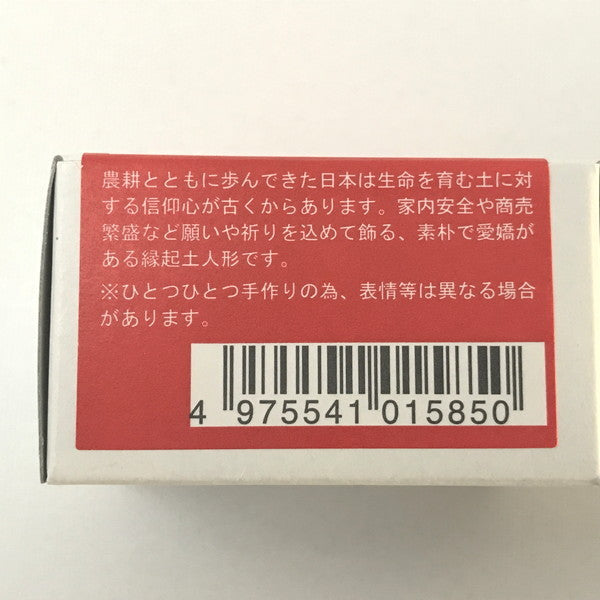 農耕とともに歩んできた日本は生命を育む土に対
する信仰心が古くからあります。家内安全や商売
繁盛など願いや祈りを込めて飾る、素朴で愛嬌が
ある縁起土人形です。
※ひとつひとつ手作りの為、表情等は異なる場合
があります。
4 975541 015850